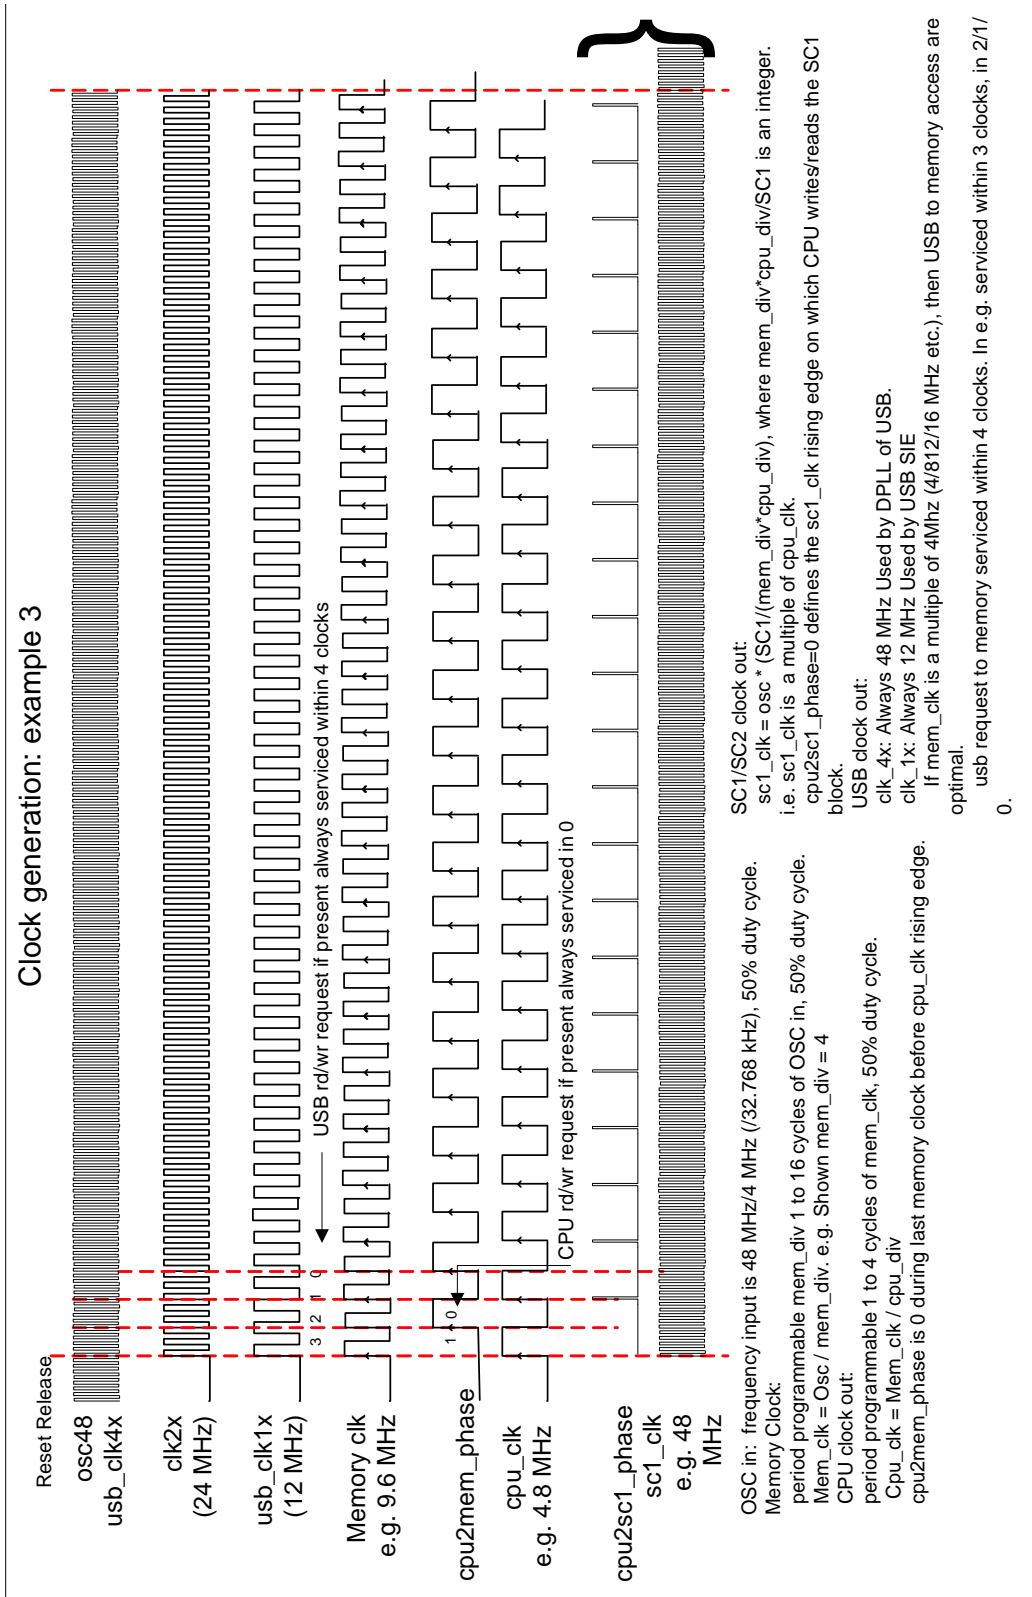 Clock generation: example 3
Reset Release
osc48
usb_clk4x
clk2x
(24 MHz)
usb_clk1x
(12 MHz)
3 2 1 0
USB rd/wr request if present always serviced within 4 clocks
Memory clk
e.g. 9.6 MHz
cpu2mem_phase
1 0
cpu_clk
e.g. 4.8 MHz
CPU rd/wr request if present always serviced in 0
cpu2sc1_phase
sc1_clk
e.g. 48
MHz
OSC in: frequency input is 48 MHz/4 MHz (/32.768 kHz), 50% duty cycle.
Memory Clock:
period programmable mem_div 1 to 16 cycles of OSC in, 50% duty cycle.
Mem_clk = Osc / mem_div. e.g. Shown mem_div = 4
CPU clock out:
period programmable 1 to 4 cycles of mem_clk, 50% duty cycle.
Cpu_clk = Mem_clk / cpu_div
cpu2mem_phase is 0 during last memory clock before cpu_clk rising edge.
SC1/SC2 clock out:
sc1_clk = osc * (SC1/(mem_div*cpu_div), where mem_div*cpu_div/SC1 is an integer.
i.e. sc1_clk is a multiple of cpu_clk.
cpu2sc1_phase=0 defines the sc1_clk rising edge on which CPU writes/reads the SC1
block.
USB clock out:
clk_4x: Always 48 MHz Used by DPLL of USB.
clk_1x: Always 12 MHz Used by USB SIE
If mem_clk is a multiple of 4Mhz (4/812/16 MHz etc.), then USB to memory access are
optimal.
usb request to memory serviced within 4 clocks. In e.g. serviced within 3 clocks, in 2/1/
0.